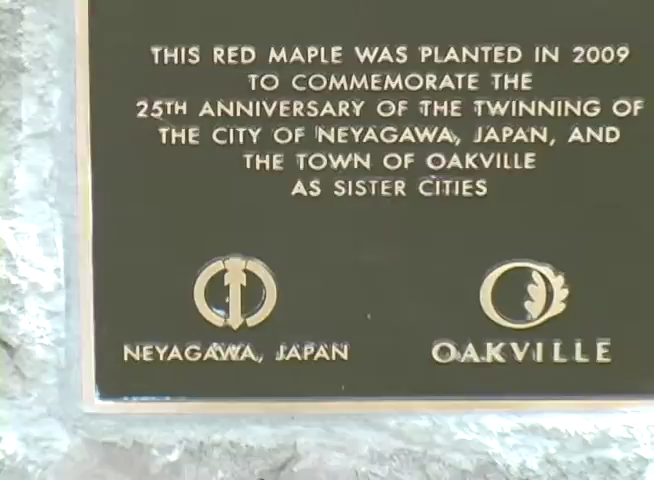 THIS RED MAPLE WAS PLANTED IN 2009
TO COMMEMORATE THE
25TH ANNIVERSARY OF THE TWINNING OF
THE CITY OF NEYAGAWA, JAPAN, AND
THE TOWN OF OAKVILLE
AS SISTER CITIES
NEYAGAWA, JAPAN
OAKVILLE